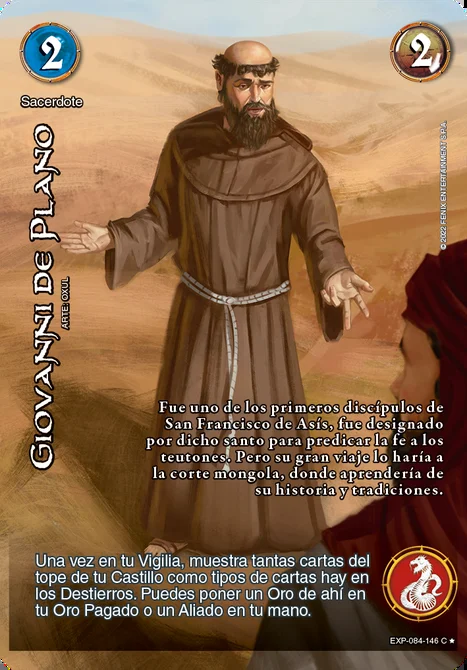 2
2
Sacerdote
Giovanni de Plano
ARTE: OXUL
© 2022 FENIX ENTERTAINMENT S.P.A.
Fue uno de los primeros discípulos de
San Francisco de Asís, fue designado
por dicho santo para predicar la fe a los
teutones. Pero su gran viaje lo haría a
la corte mongola, donde aprendería de
su historia y tradiciones.
Una vez en tu Vigilia, muestra tantas cartas del
tope de tu Castillo como tipos de cartas hay en
los Destierros. Puedes poner un Oro de ahí en
tu Oro Pagado o un Aliado en tu mano.
EXP-084-146 C ★